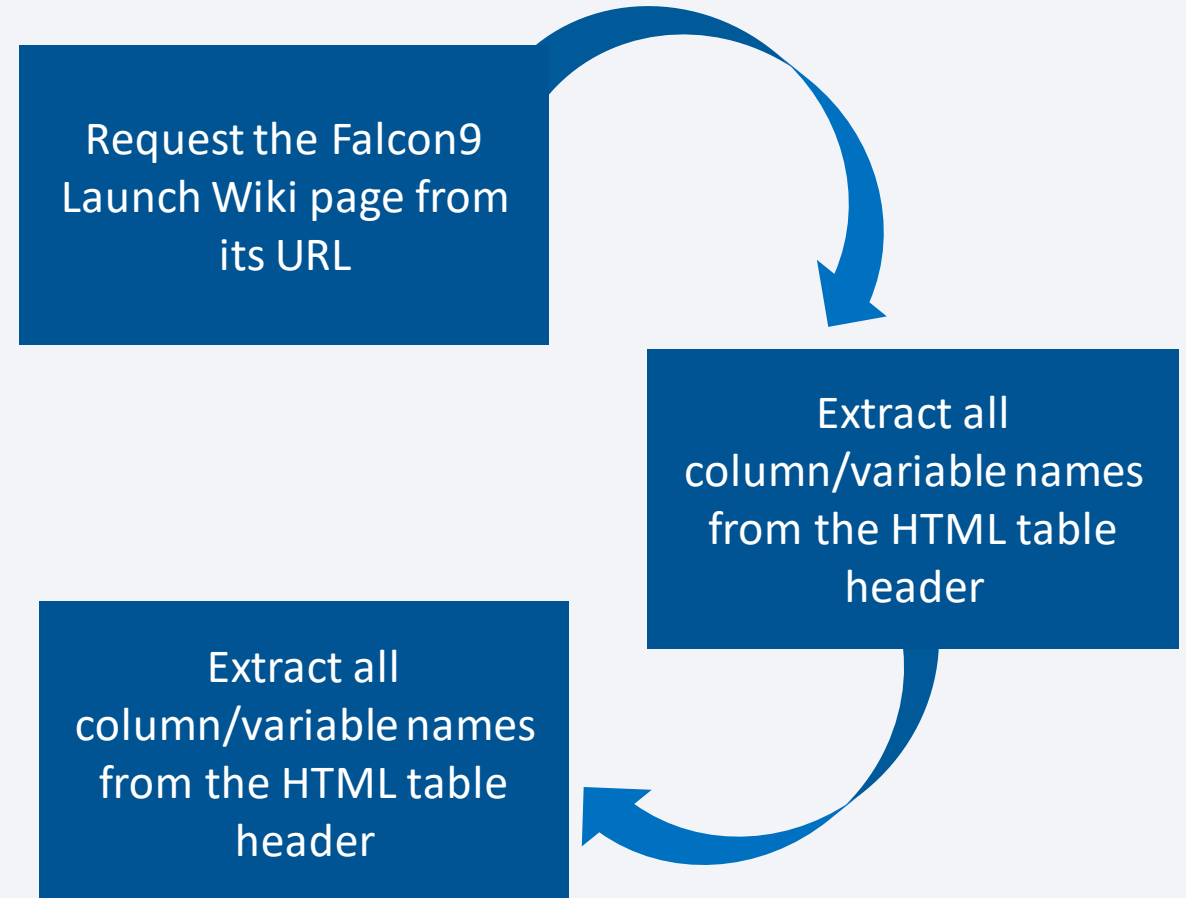 Request the Falcon9
Launch Wiki page from
its URL
Extract all
column/variable names
from the HTML table
header
Extract all
column/variable names
from the HTML table
header